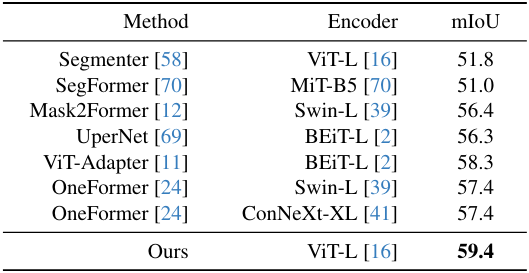 Method Encoder mIoU
Segmenter [58] ViT-L [16] 51.8
SegFormer [70] MiT-B5 [70] 51.0
Mask2Former [12] Swin-L [39] 56.4
UperNet [69] BEiT-L [2] 56.3
ViT-Adapter [11] BEiT-L [2] 58.3
OneFormer [24] Swin-L [39] 57.4
OneFormer [24] ConNeXt-XL [41] 57.4
Ours ViT-L [16] 59.4